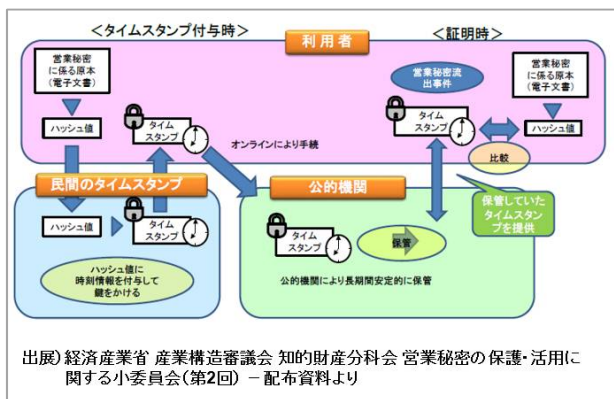 ＜タイムスタンプ付与時＞
利用者
＜証明時＞
営業秘密
に係る原本
（電子文書）
ハッシュ値
タイム
スタンプ
オンラインにより手続
営業秘密流
出事件
タイム
スタンプ
営業秘密
に係る原本
（電子文書）
ハッシュ値
比較
民間のタイムスタンプ
ハッシュ値
タイム
スタンプ
ハッシュ値に
時刻情報を付与して
鍵をかける
公的機関
タイム
スタンプ
保管
公的機関により長期間安定的に保管
保管していた
タイムスタン
プを提供
出展）経済産業省 産業構造審議会 知的財産分科会 営業秘密の保護・活用に
関する小委員会（第2回） －配布資料より